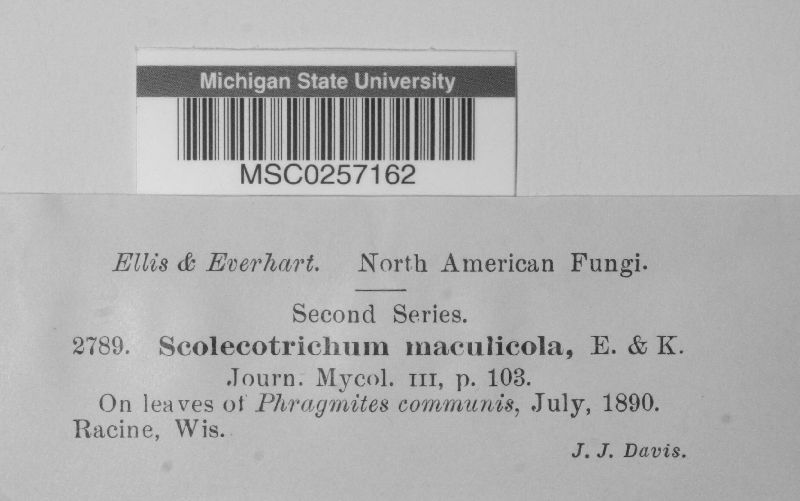 Michigan State University
MSC0257162
Ellis & Everhart. North American Fungi.
Second Series.
2789. Scolecotrichum maculicola, E. & K.
Journ. Mycol. III, p. 103.
On leaves of Phragmites communis, July, 1890.
Racine, Wis.
J. J. Davis.